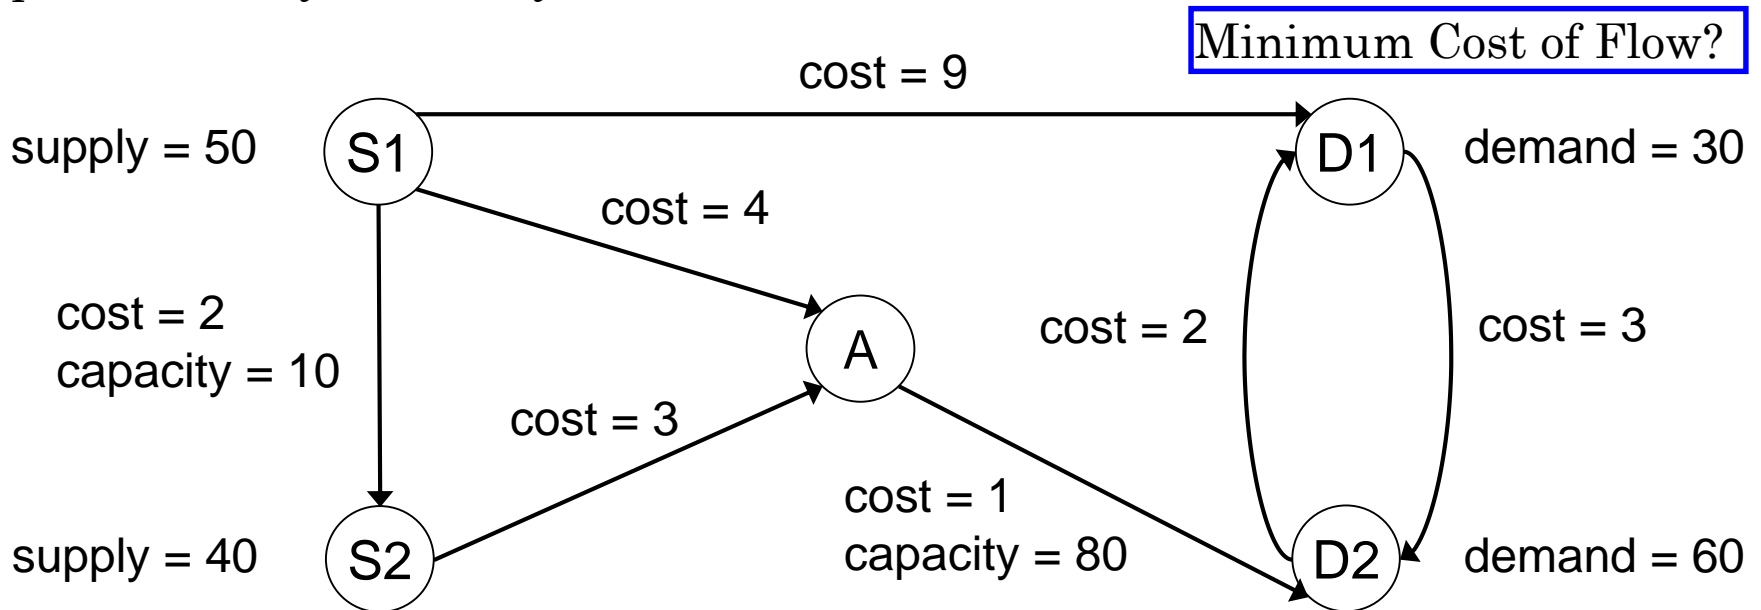 Minimum Cost of Flow?
cost = 9
supply = 50
S1
D1
demand = 30
cost = 4
cost = 2
capacity = 10
A
cost = 2
cost = 3
cost = 3
cost = 1
capacity = 80
supply = 40
S2
D2
demand = 60